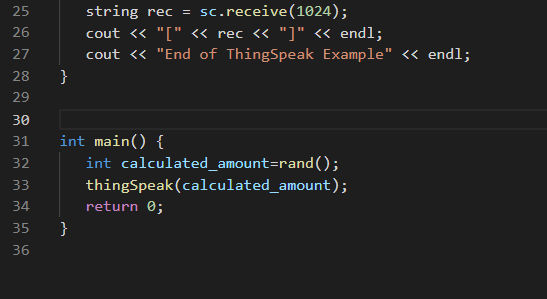 25 string rec = sc.receive(1024);
26 cout << "[" << rec << "]" << endl;
27 cout << "End of ThingSpeak Example" << endl;
28 }
29
30
31 int main() {
32 int calculated_amount=rand();
33 thingSpeak(calculated_amount);
34 return 0;
35 }
36